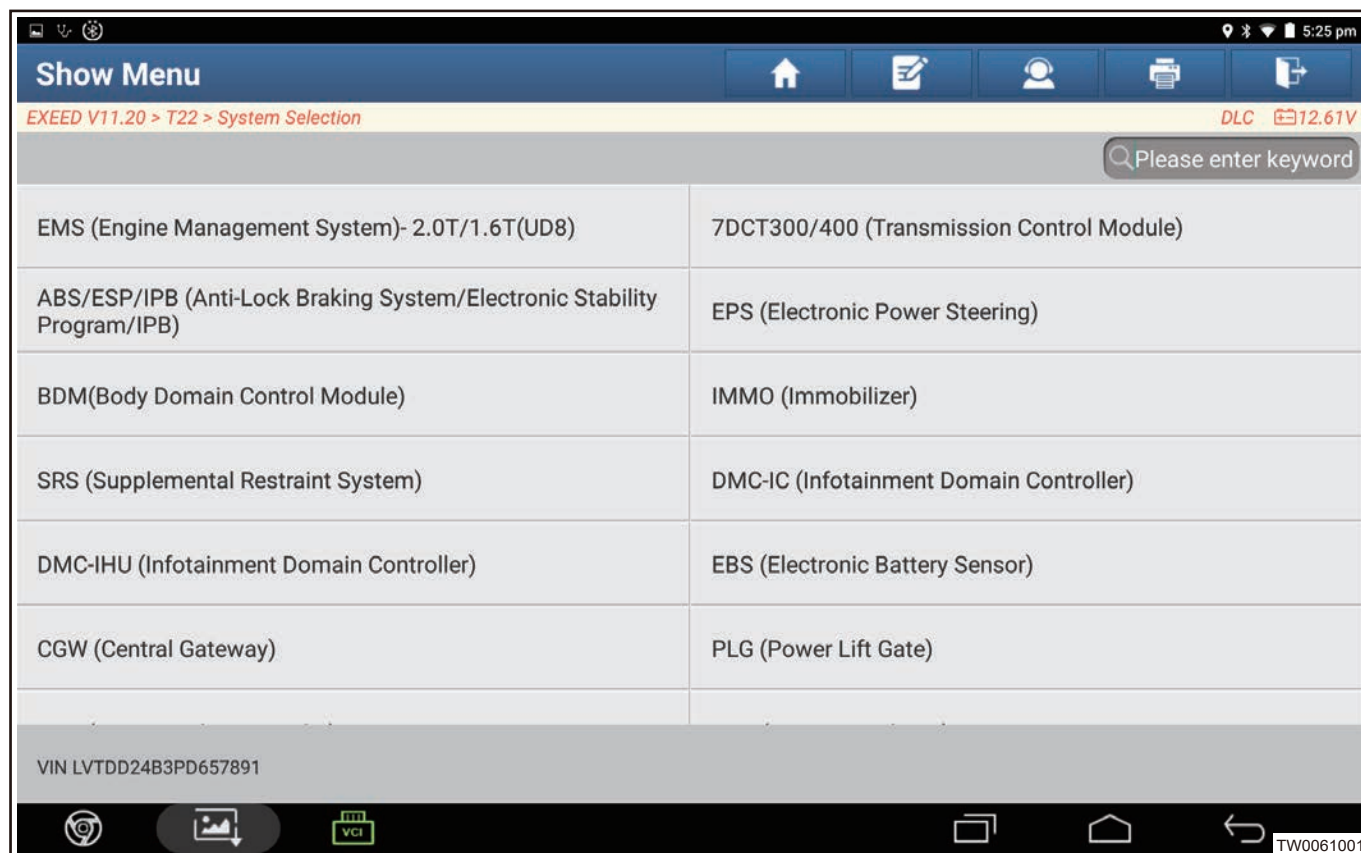 5:25 pm
Show Menu
EXEED V11.20 > T22 > System Selection
DLC 12.61V
Please enter keyword
EMS (Engine Management System)- 2.0T/1.6T(UD8)
7DCT300/400 (Transmission Control Module)
ABS/ESP/IPB (Anti-Lock Braking System/Electronic Stability
Program/IPB)
EPS (Electronic Power Steering)
BDM(Body Domain Control Module)
IMMO (Immobilizer)
SRS (Supplemental Restraint System)
DMC-IC (Infotainment Domain Controller)
DMC-IHU (Infotainment Domain Controller)
EBS (Electronic Battery Sensor)
CGW (Central Gateway)
PLG (Power Lift Gate)
VIN LVTDD24B3PD657891
VCI
TW0061001